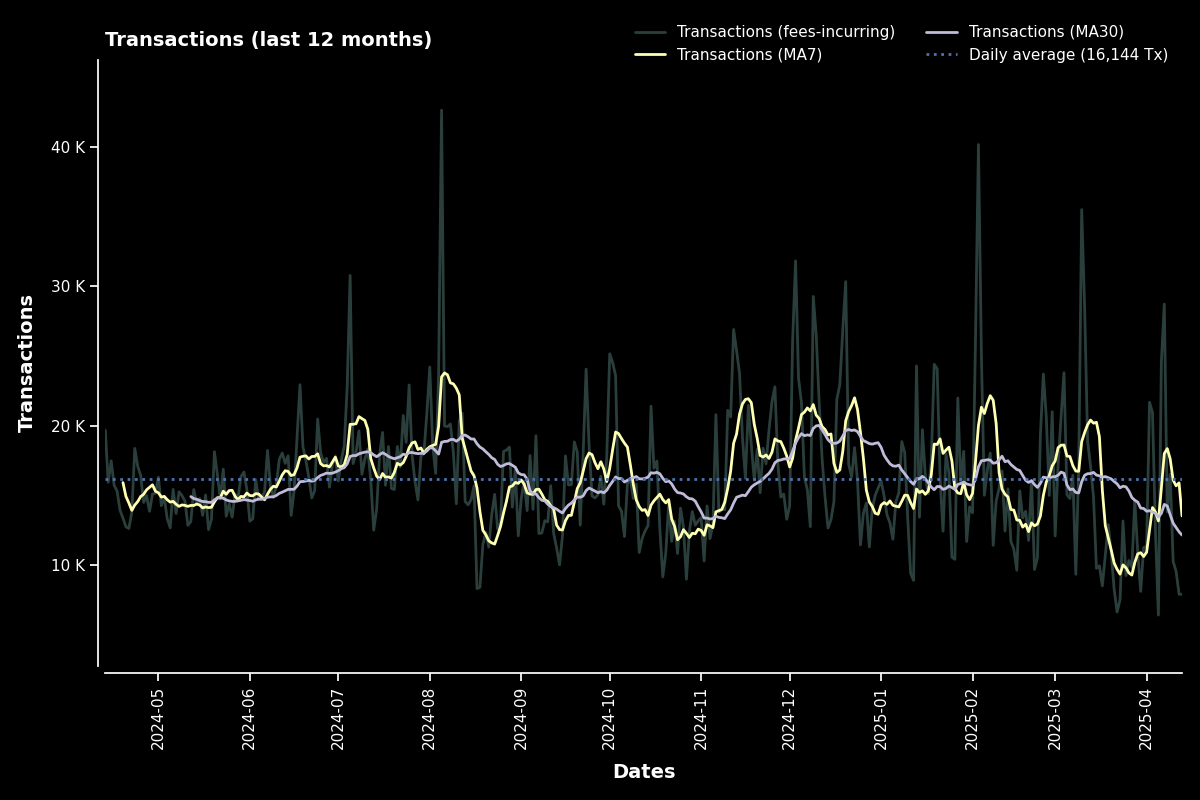 Transactions (last 12 months)
Transactions (fees-incurring)
Transactions (MA7)
Transactions (MA30)
Daily average (16,144 Tx)
Transactions
40 K
30 K
20 K
10 K
2024-05
2024-06
2024-07
2024-08
2024-09
2024-10
2024-11
2024-12
2025-01
2025-02
2025-03
2025-04
Dates